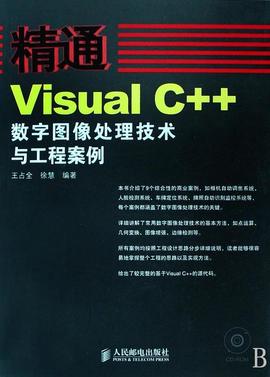 精通
Visual C++
数字图像处理技术
与工程案例
王占全 徐慧 编著
本书介绍了9个综合性的商业案例，如相机自动调焦系统、
人脸检测系统、车牌定位系统、牌照自动识别监控系统等，
每个案例都涵盖了数字图像处理技术的关键。
详细讲解了常用数字图像处理技术的基本方法，如点运算、
几何变换、图像增强、边缘检测等。
所有案例均按照工程设计思路分步详细说明，读者能够很容
易地掌握整个工程的思路以及实现方法。
给出了较完整的基于Visual C++的源代码。
CD-ROM
人民邮电出版社
POSTS & TELECOM PRESS
B